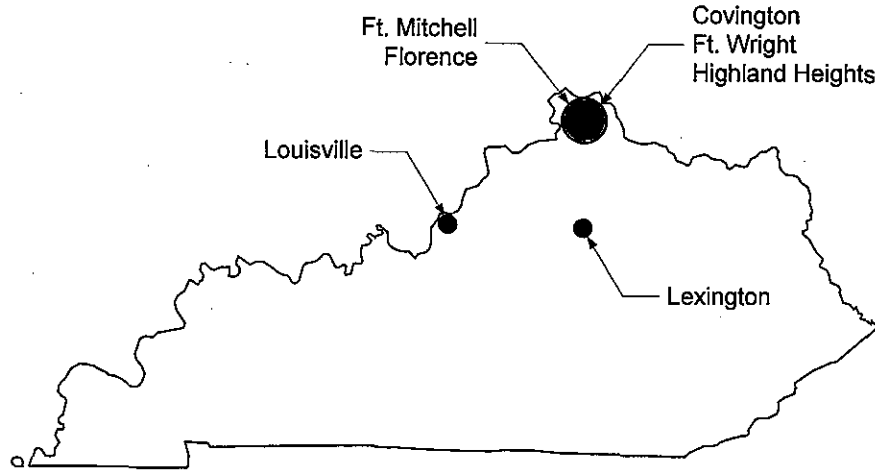 Ft. Mitchell
Florence
Covington
Ft. Wright
Highland Heights
Louisville
Lexington